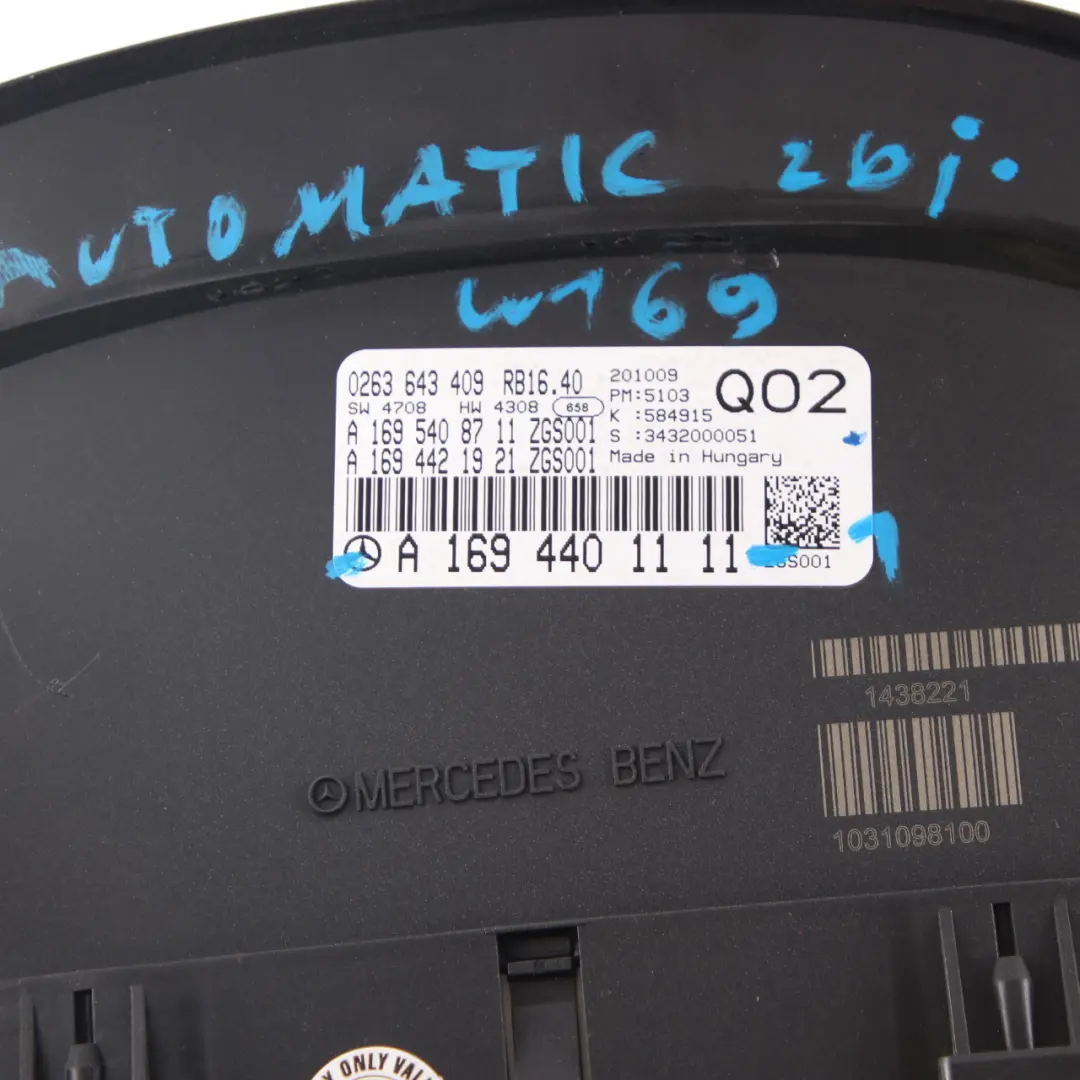 AUTOMATIC 2bj.
W169
0263 643 409 RB16.40
SW 4708 HW 4308 658
A 169 540 87 11 ZGS001
A 169 442 19 21 ZGS001
201009
PM:5103
K :584915
S :3432000051
Made in Hungary
Q02
A 169 440 11 11
ZGS001
-1
1438221
MERCEDES BENZ
1031098100
ONLY